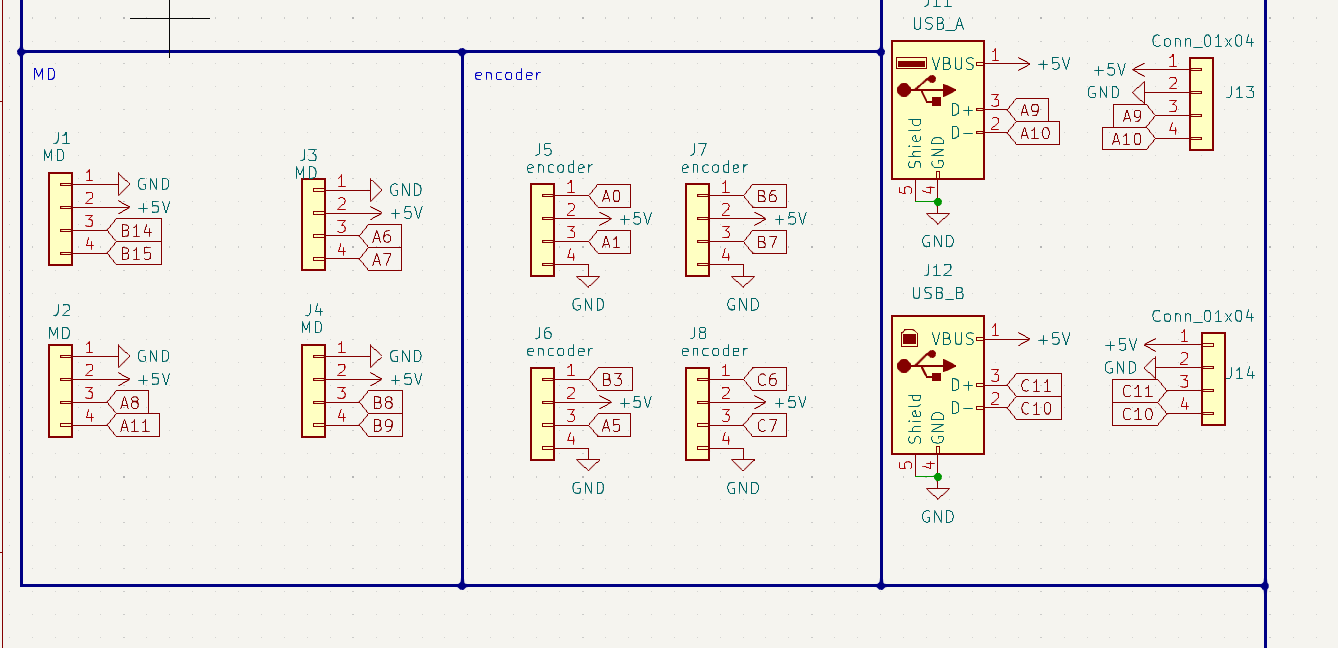 MD
J1
MD
1 GND
2 +5V
3 B14
4 B15
J3
MD
1 GND
2 +5V
3 A6
4 A7
J2
MD
1 GND
2 +5V
3 A8
4 A11
J4
MD
1 GND
2 +5V
3 B8
4 B9
encoder
J5
encoder
1 A0
2 +5V
3 A1
4
GND
J7
encoder
1 B6
2 +5V
3 B7
4
GND
J6
encoder
1 B3
2 +5V
3 A5
4
GND
J8
encoder
1 C6
2 +5V
3 C7
4
GND
J11
USB_A
VBUS 1 +5V
D+ 3 A9
D- 2 A10
Shield
GND
5
4
GND
Conn_01x04
+5V 1
GND 2
J13
A9 3
A10 4
J12
USB_B
VBUS 1 +5V
D+ 3 C11
D- 2 C10
Shield
GND
5
4
GND
Conn_01x04
+5V 1
GND 2
J14
C11 3
C10 4